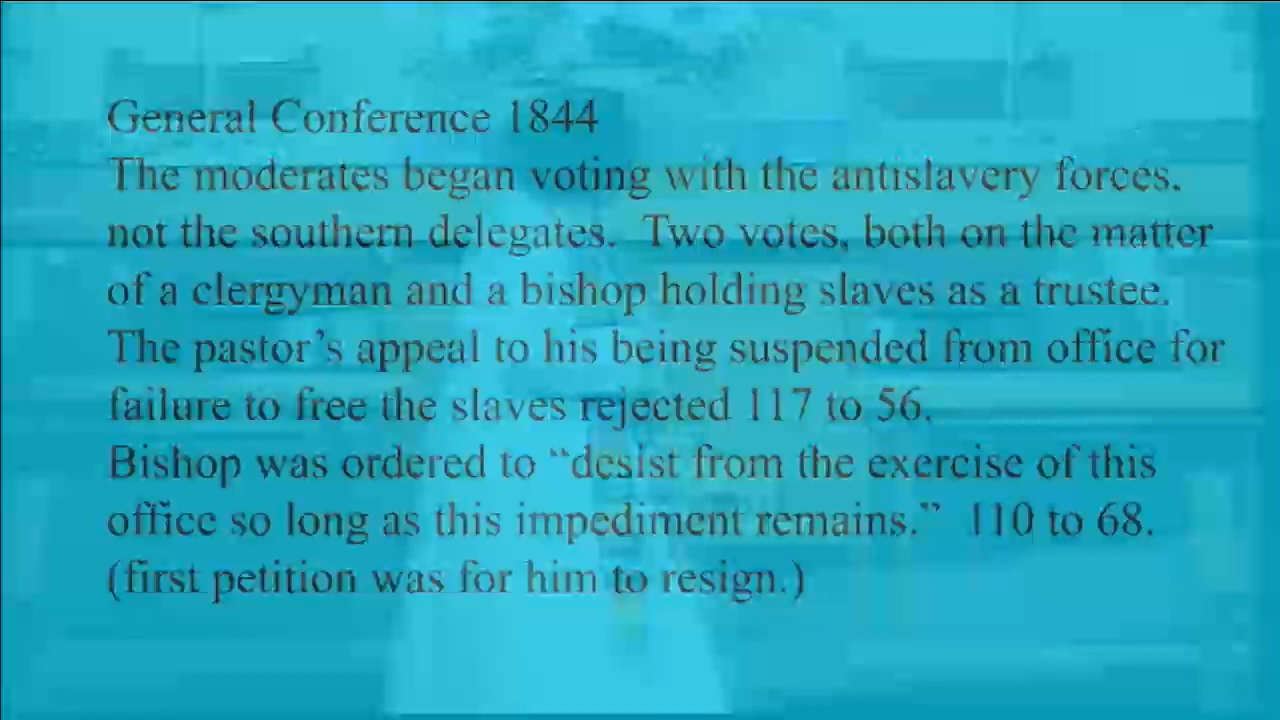 General Conference 1844
The moderates began voting with the antislavery forces,
not the southern delegates.  Two votes, both on the matter
of a clergyman and a bishop holding slaves as a trustee.
The pastor’s appeal to his being suspended from office for
failure to free the slaves rejected 117 to 56.
Bishop was ordered to “desist from the exercise of this
office so long as this impediment remains.”  110 to 68.
(first petition was for him to resign.)